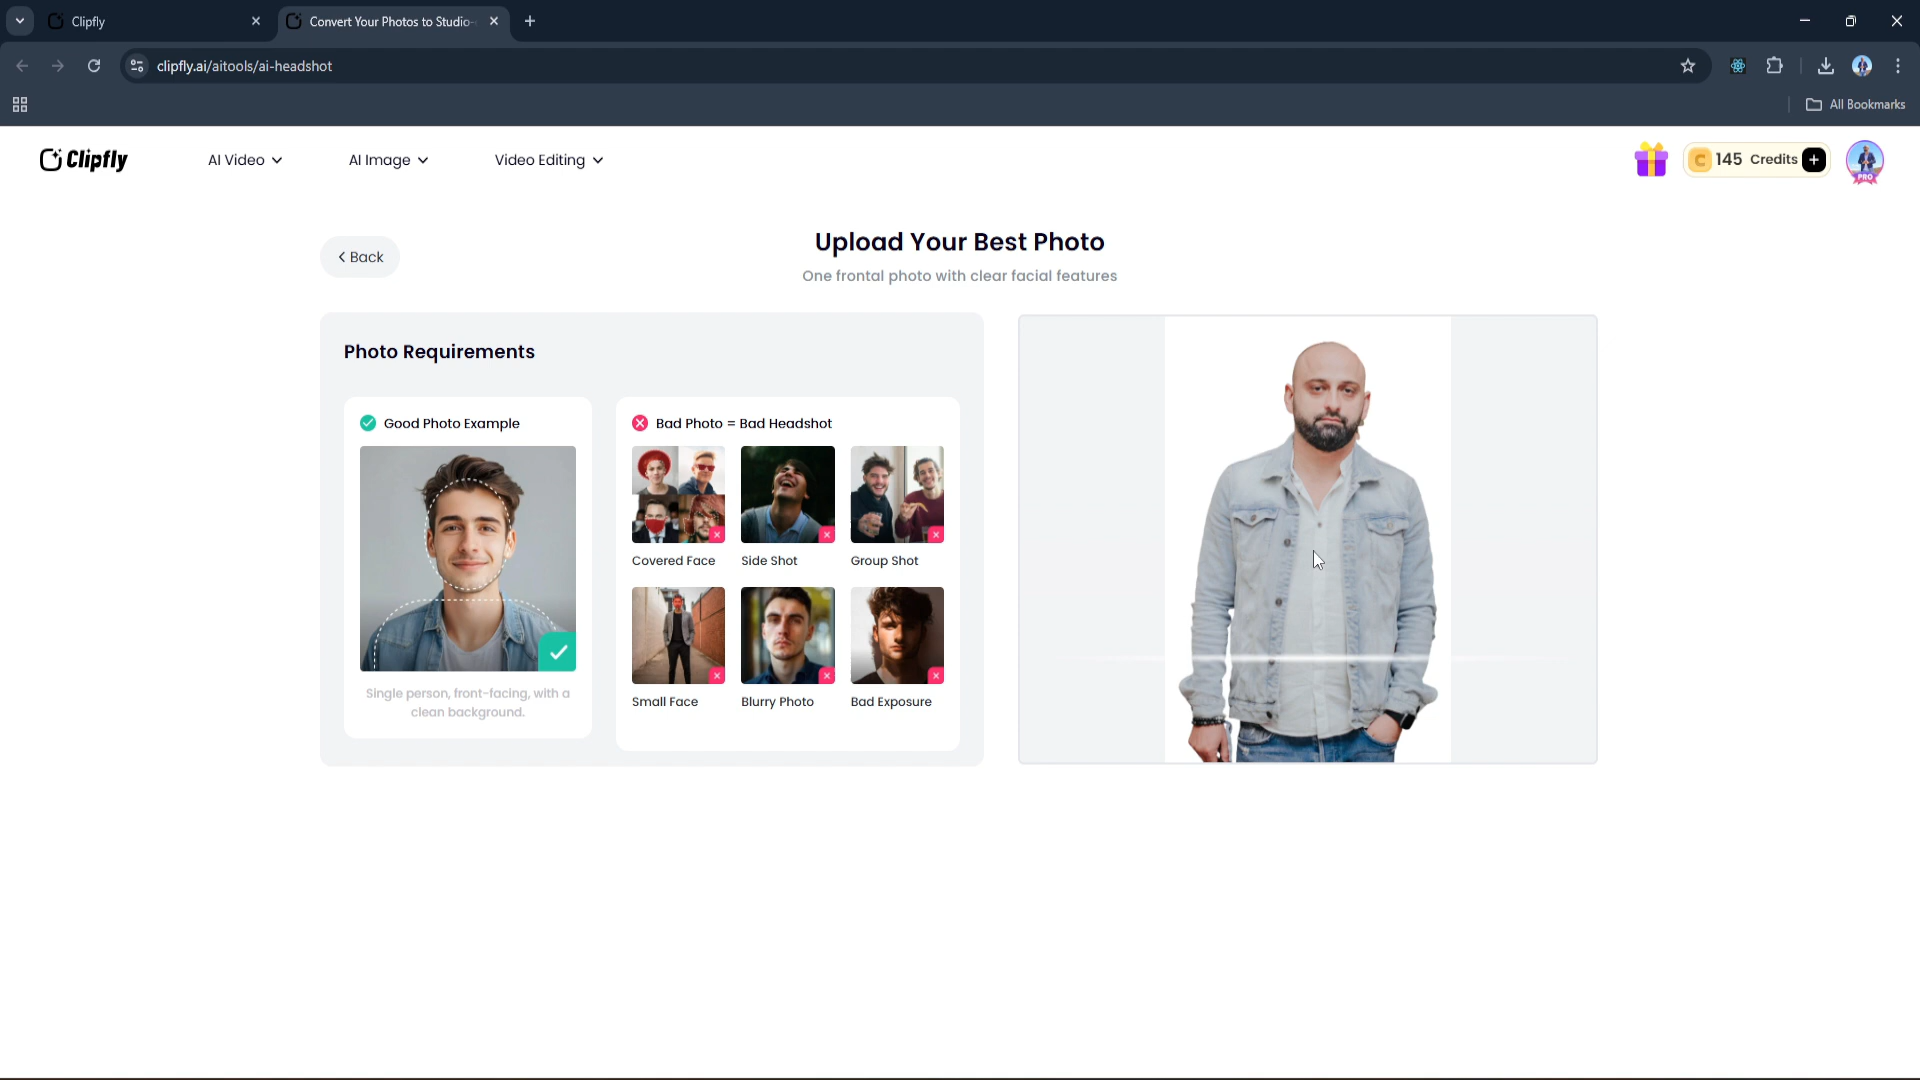 Clipfly
Convert Your Photos to Studio-
clipfly.ai/aitools/ai-headshot
All Bookmarks
Clipfly
AI Video
AI Image
Video Editing
C 145 Credits +
PRO
Back
Upload Your Best Photo
One frontal photo with clear facial features
Photo Requirements
Good Photo Example
Single person, front-facing, with a
clean background.
Bad Photo = Bad Headshot
Covered Face
Side Shot
Group Shot
Small Face
Blurry Photo
Bad Exposure